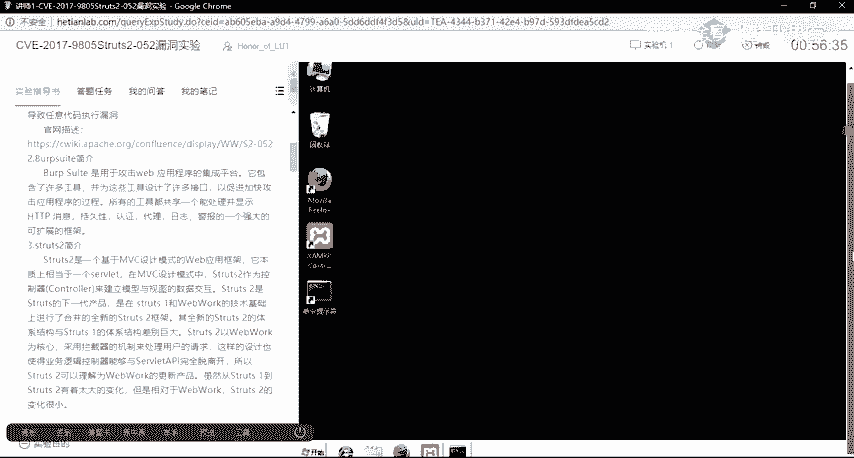 讲师1-CVE-2017-9805Struts2-052漏洞实验 - Google Chrome
不安全 | hetianlab.com/queryExpStudy.do?ceid=ab605eba-a9d4-4799-a6a0-5dd6ddf4f3d5&uid=TEA-4344-b371-42e4-b97d-593dfdea5cd2
CVE-2017-9805Struts2-052漏洞实验
实验机 1
00:56:35
实验指导书 答题任务 我的问答 我的笔记
导致任意代码执行漏洞
官网描述：
https://cwiki.apache.org/confluence/display/WW/S2-052
2.Burpsuite简介
Burp Suite 是用于攻击web 应用程序的集成平台。它包
含了许多工具，并为这些工具设计了许多接口，以促进加快攻
击应用程序的过程。所有的工具都共享一个能处理并显示
HTTP 消息，持久性，认证，代理，日志，警报的一个强大的
可扩展的框架。
3.struts2简介
Struts2是一个基于MVC设计模式的Web应用框架，它本
质上相当于一个servlet，在MVC设计模式中，Struts2作为控
制器(Controller)来建立模型与视图的数据交互。Struts 2是
Struts的下一代产品，是在 struts 1和WebWork的技术基础
上进行了合并的全新的Struts 2框架。其全新的Struts 2的体
系结构与Struts 1的体系结构差别巨大。Struts 2以WebWork
为核心，采用拦截器的机制来处理用户的请求，这样的设计也
使得业务逻辑控制器能够与ServletAPI完全脱离开，所以
Struts 2可以理解为WebWork的更新产品。虽然从Struts 1到
Struts 2有着太大的变化，但是相对于WebWork，Struts 2的
变化很小。
实验目的
计算机
回收站
Mozilla
Firefo...
XAMPP
命令提示符
开始